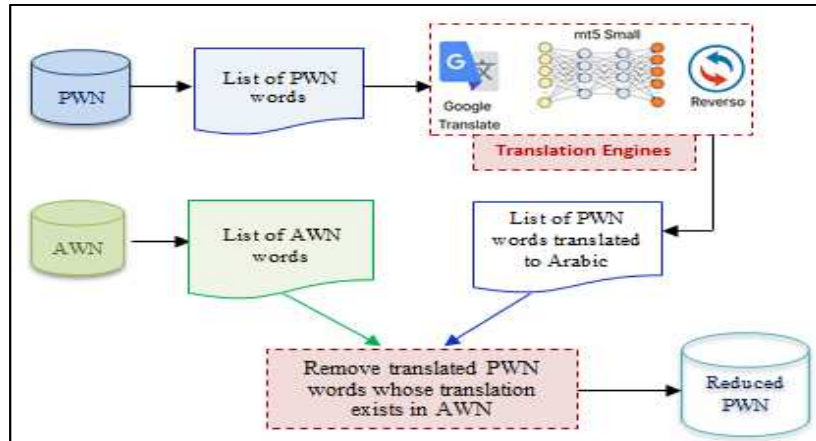 PWN
List of PWN
words
mt5 Small
Google
Translate
Reverso
Translation Engines
AWN
List of AWN
words
List of PWN
words translated
to Arabic
Remove translated PWN
words whose translation
exists in AWN
Reduced
PWN